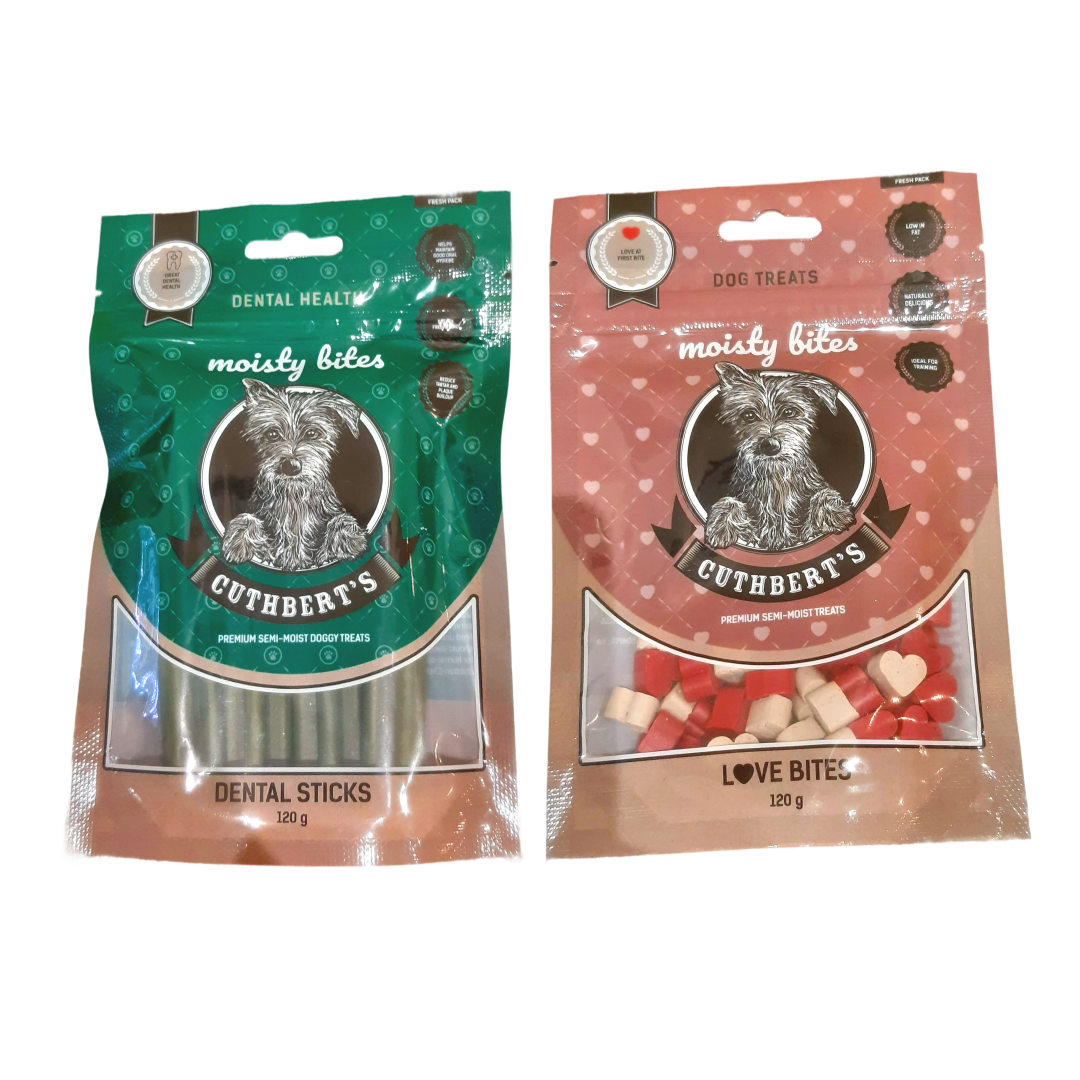 FRESH PACK
GREAT
DENTAL
HEALTH
HELPS
MAINTAIN
GOOD ORAL
HYGIENE
DENTAL HEALTH
moisty bites
REDUCE
TARTAR AND
PLAQUE
BUILDUP
CUTHBERT'S
PREMIUM SEMI-MOIST DOGGY TREATS
DENTAL STICKS
120 g
FRESH PACK
LOVE AT
FIRST BITE
LOW IN
FAT
DOG TREATS
NATURALLY
DELICIOUS
moisty bites
IDEAL FOR
TRAINING
CUTHBERT'S
PREMIUM SEMI-MOIST TREATS
L♥VE BITES
120 g